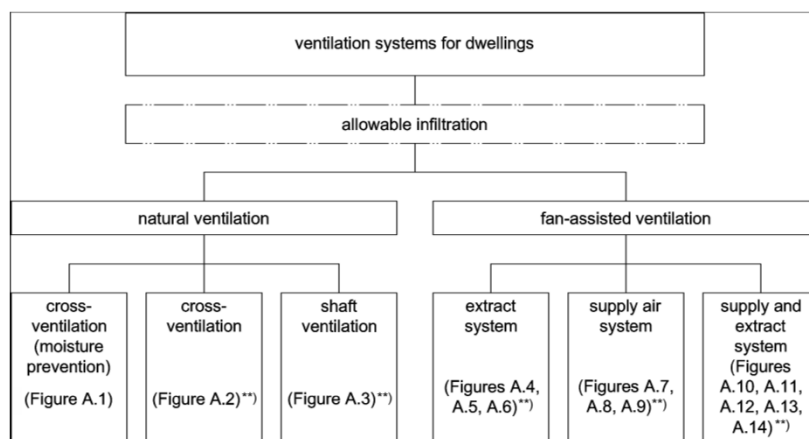 ventilation systems for dwellings
allowable infiltration
natural ventilation
fan-assisted ventilation
cross-
ventilation
(moisture
prevention)
(Figure A.1)
cross-
ventilation
(Figure A.2)**)
shaft
ventilation
(Figure A.3)**)
extract
system
(Figures A.4,
A.5, A.6)**)
supply air
system
(Figures A.7,
A.8, A.9)**)
supply and
extract
system
(Figures
A.10, A.11,
A.12, A.13,
A.14)**)